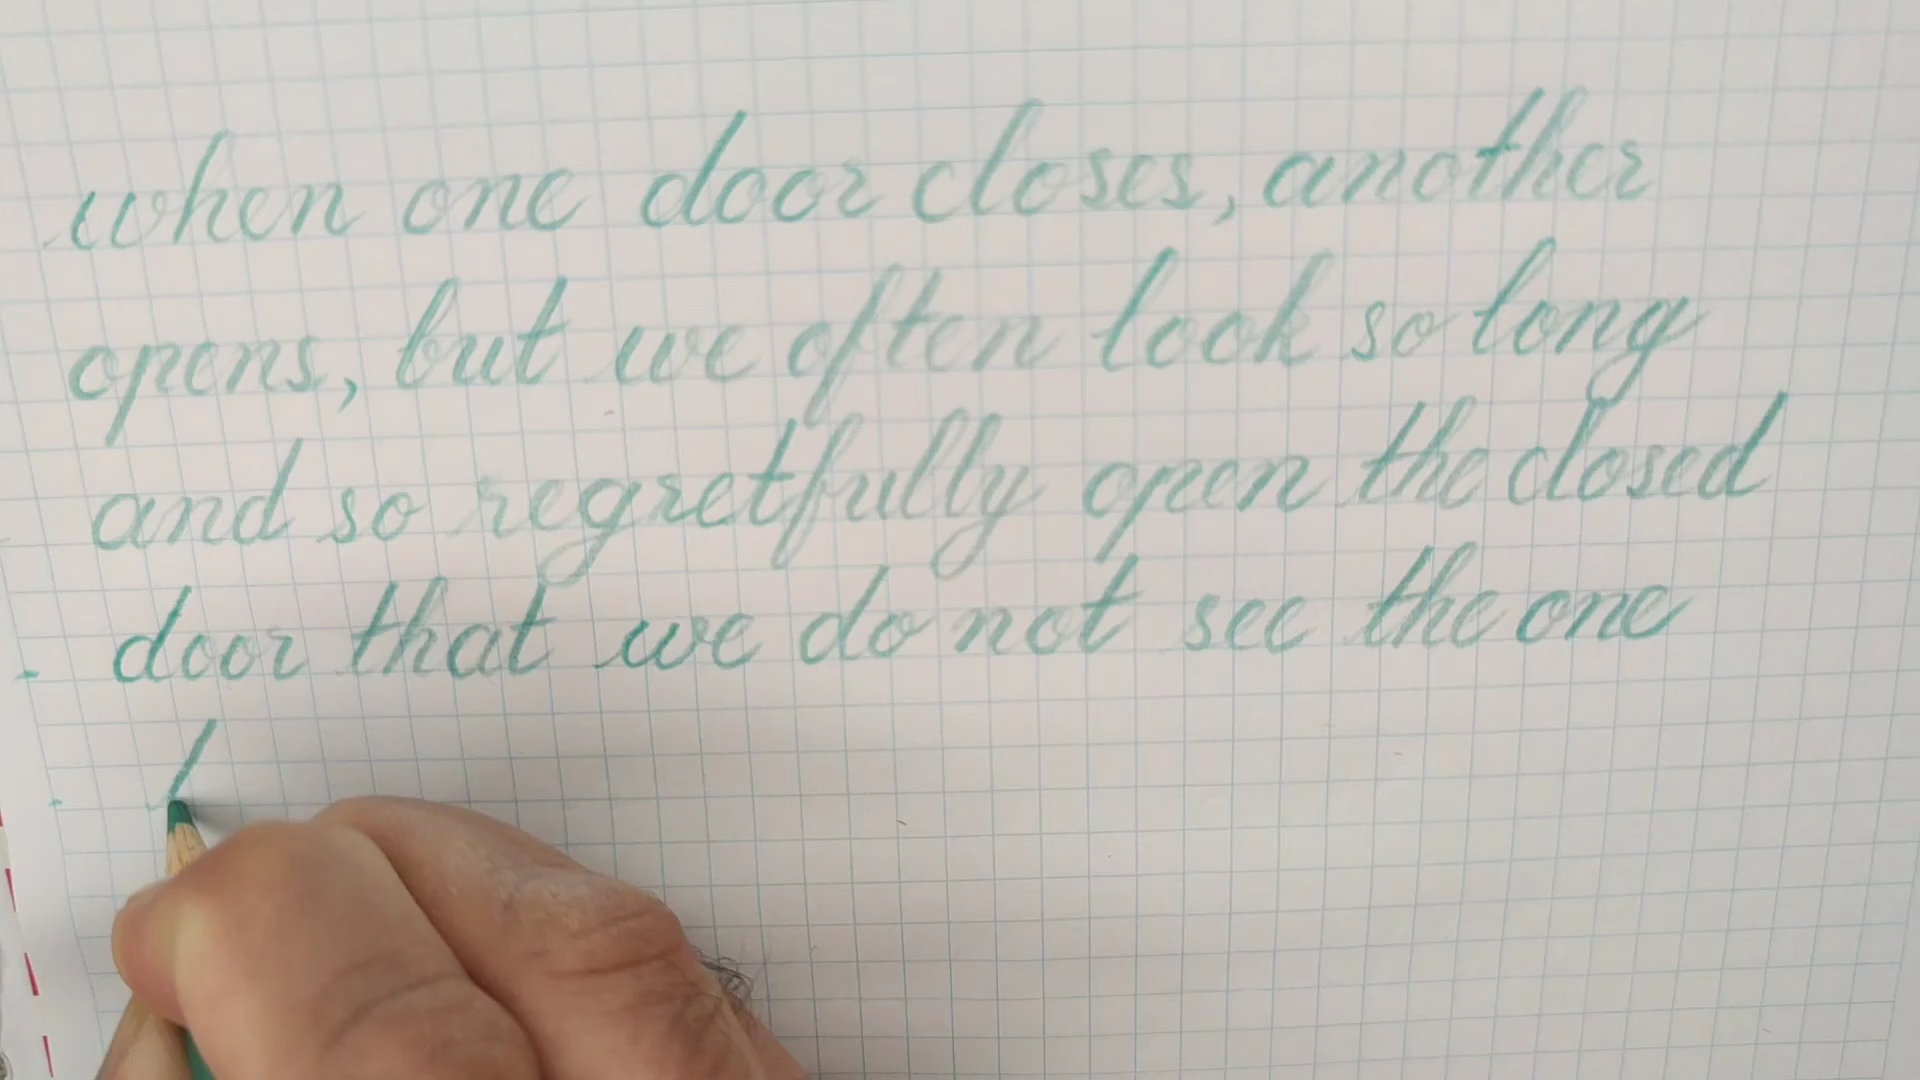 when one door closes, another
opens, but we often look so long
and so regretfully open the closed
door that we do not see the one